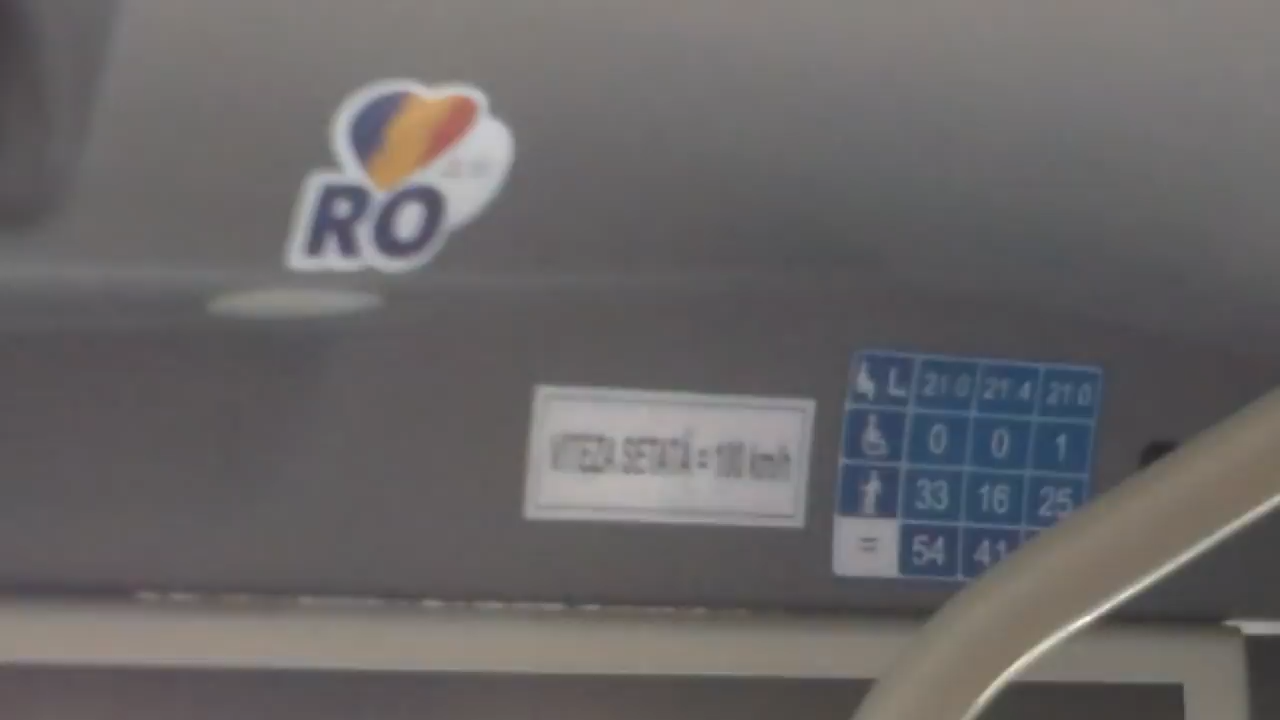 RO
VITEZA SETATĂ = 100 km/h
L 21 0 21 4 21 0
0 0 1
33 16 25
= 54 41